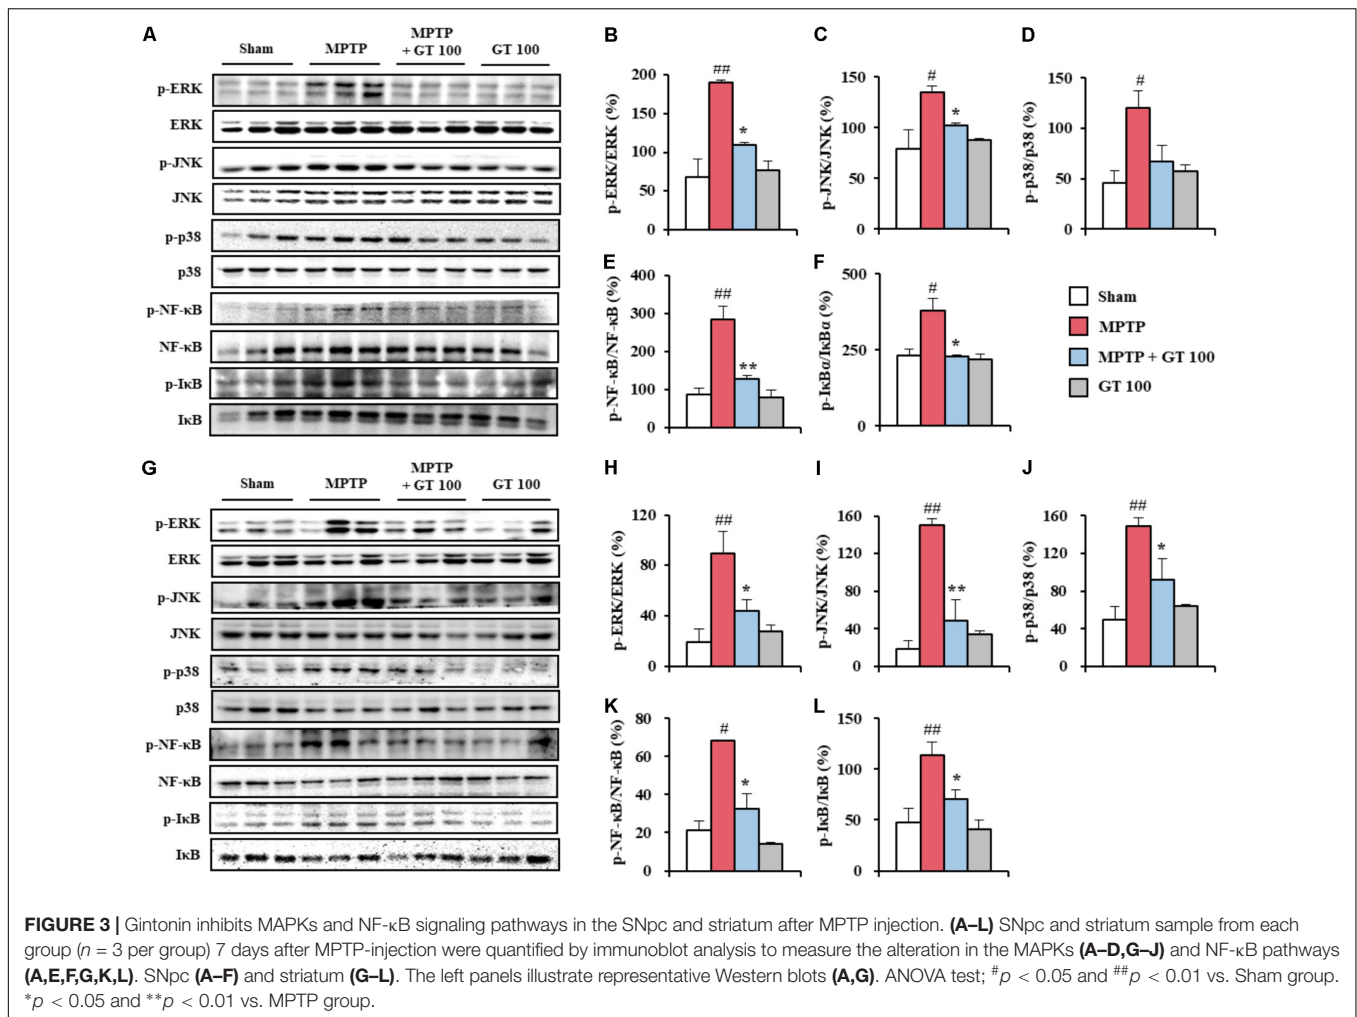 A
Sham
MPTP
MPTP
+ GT 100
GT 100
p-ERK
ERK
p-JNK
JNK
p-p38
p38
p-NF-κB
NF-κB
p-IκB
IκB
B
p-ERK/ERK (%)
200
150
100
50
0
##
*
C
p-JNK/JNK (%)
150
100
50
0
#
*
D
p-p38/p38 (%)
150
100
50
0
#
E
p-NF-κB/NF-κB (%)
400
300
200
100
0
##
**
F
p-IκBα/IκBα (%)
500
250
0
#
*
Sham
MPTP
MPTP + GT 100
GT 100
G
Sham
MPTP
MPTP
+ GT 100
GT 100
p-ERK
ERK
p-JNK
JNK
p-p38
p38
p-NF-κB
NF-κB
p-IκB
IκB
H
p-ERK/ERK (%)
120
80
40
0
##
*
I
p-JNK/JNK (%)
160
120
80
40
0
##
**
J
p-p38/p38 (%)
160
120
80
40
0
##
*
K
p-NF-κB/NF-κB (%)
80
60
40
20
0
#
*
L
p-IκB/IκB (%)
150
100
50
0
##
*
FIGURE 3 | Gintonin inhibits MAPKs and NF-κB signaling pathways in the SNpc and striatum after MPTP injection. (A–L) SNpc and striatum sample from each
group (n = 3 per group) 7 days after MPTP-injection were quantified by immunoblot analysis to measure the alteration in the MAPKs (A–D,G–J) and NF-κB pathways
(A,E,F,G,K,L). SNpc (A–F) and striatum (G–L). The left panels illustrate representative Western blots (A,G). ANOVA test; #p < 0.05 and ##p < 0.01 vs. Sham group.
*p < 0.05 and **p < 0.01 vs. MPTP group.